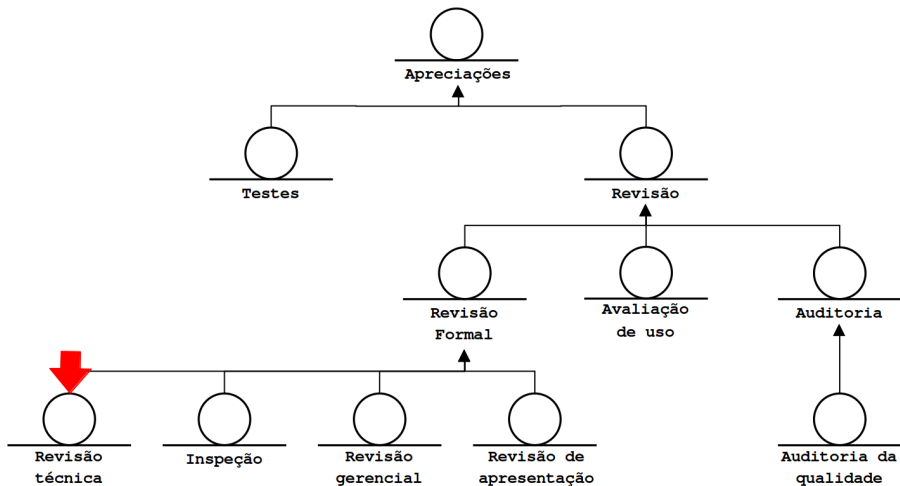 Apreciações
Testes
Revisão
Revisão
Formal
Avaliação
de uso
Auditoria
Revisão
técnica
Inspeção
Revisão
gerencial
Revisão de
apresentação
Auditoria da
qualidade